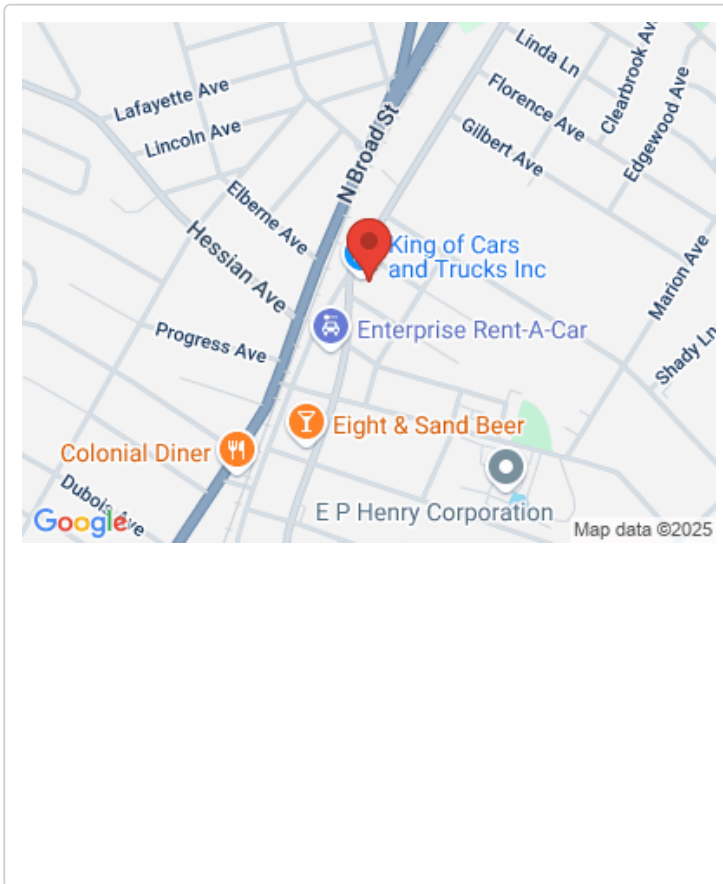 Linda Ln
Clearbrook Av
Lafayette Ave
Florence Ave
Edgewood Ave
Lincoln Ave
N Broad St
Gilbert Ave
Elberne Ave
Hessian Ave
King of Cars
and Trucks Inc
Marion Ave
Progress Ave
Enterprise Rent-A-Car
Shady Ln
Eight & Sand Beer
Colonial Diner
Dubois Ave
E P Henry Corporation
Google
Map data ©2025